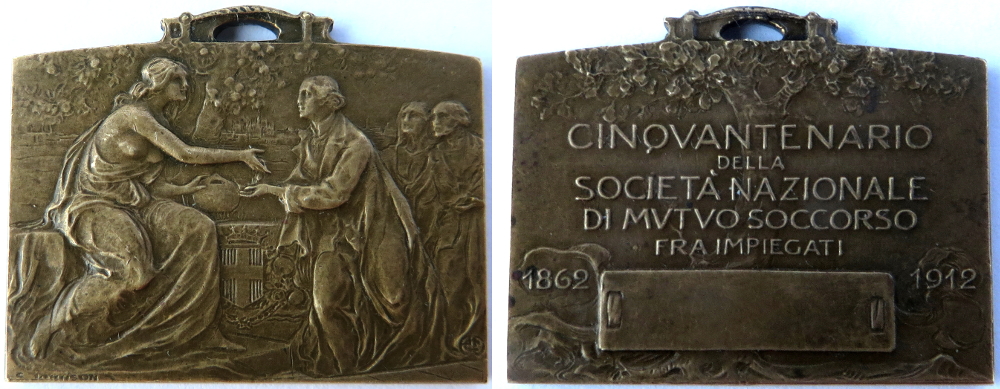 CINQVANTENARIO
DELLA
SOCIETÀ NAZIONALE
DI MVTVO SOCCORSO
FRA IMPIEGATI
1862
1912